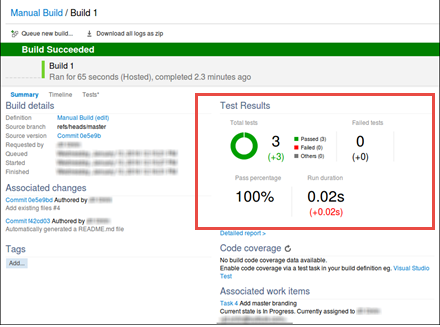 Manual Build / Build 1
Queue new build... Download all logs as zip
Build Succeeded
Build 1
Ran for 65 seconds (Hosted), completed 2.3 minutes ago
Summary Timeline Tests*
Build details
Definition Manual Build (edit)
Source branch refs/heads/master
Source version Commit 0e5e9b
Requested by
Queued
Started
Finished
Associated changes
Commit 0e5e9bd Authored by
Add existing files #4
Commit f42cd03 Authored by
Automatically generated a README.md file
Tags
Add...
Test Results
Total tests
3
(+3)
Passed (3)
Failed (0)
Others (0)
Failed tests
0
(+0)
Pass percentage
100%
Run duration
0.02s
(+0.02s)
Detailed report >
Code coverage
No build code coverage data available.
Enable code coverage via a test task in your build definition eg. Visual Studio
Test
Associated work items
Task 4 Add master branding
Current state is In Progress. Currently assigned to